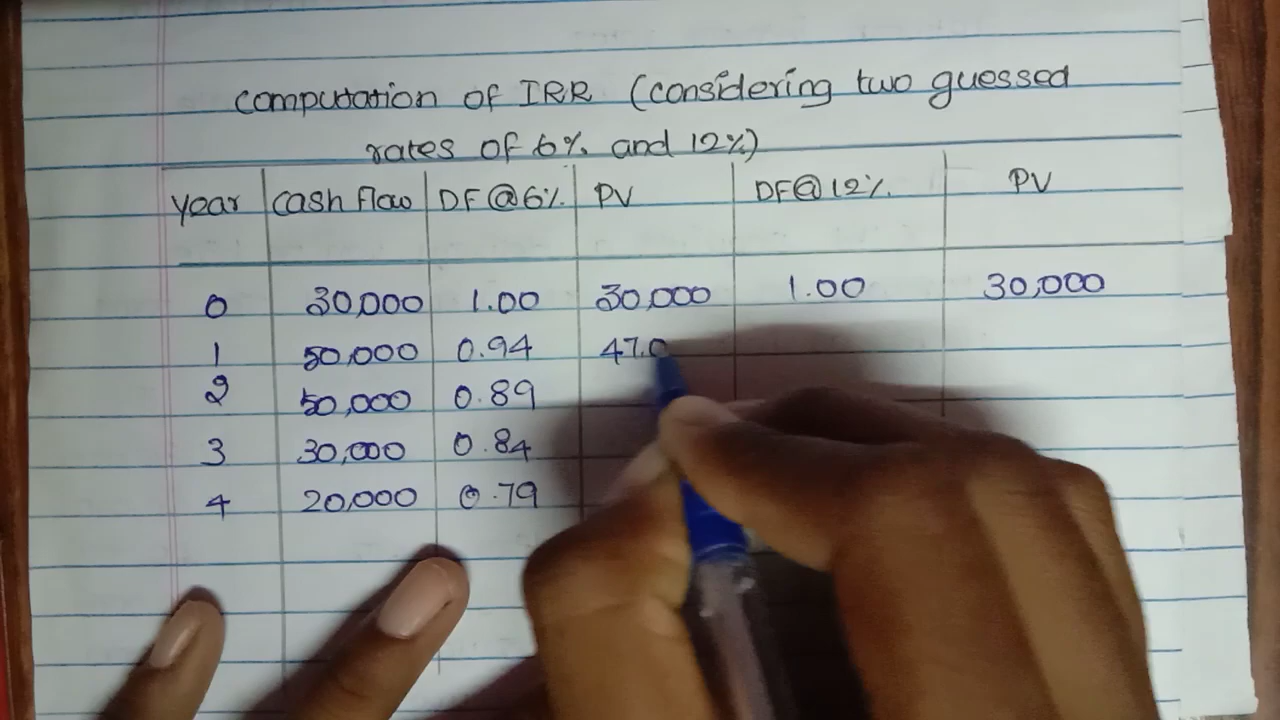 computation of IRR (considering two guessed
rates of 6% and 12%)
year cash flow DF @6% PV DF@12% PV
0 30,000 1.00 30,000 1.00 30,000
1 50,000 0.94 47.0
2 50,000 0.89
3 30,000 0.84
4 20,000 0.79